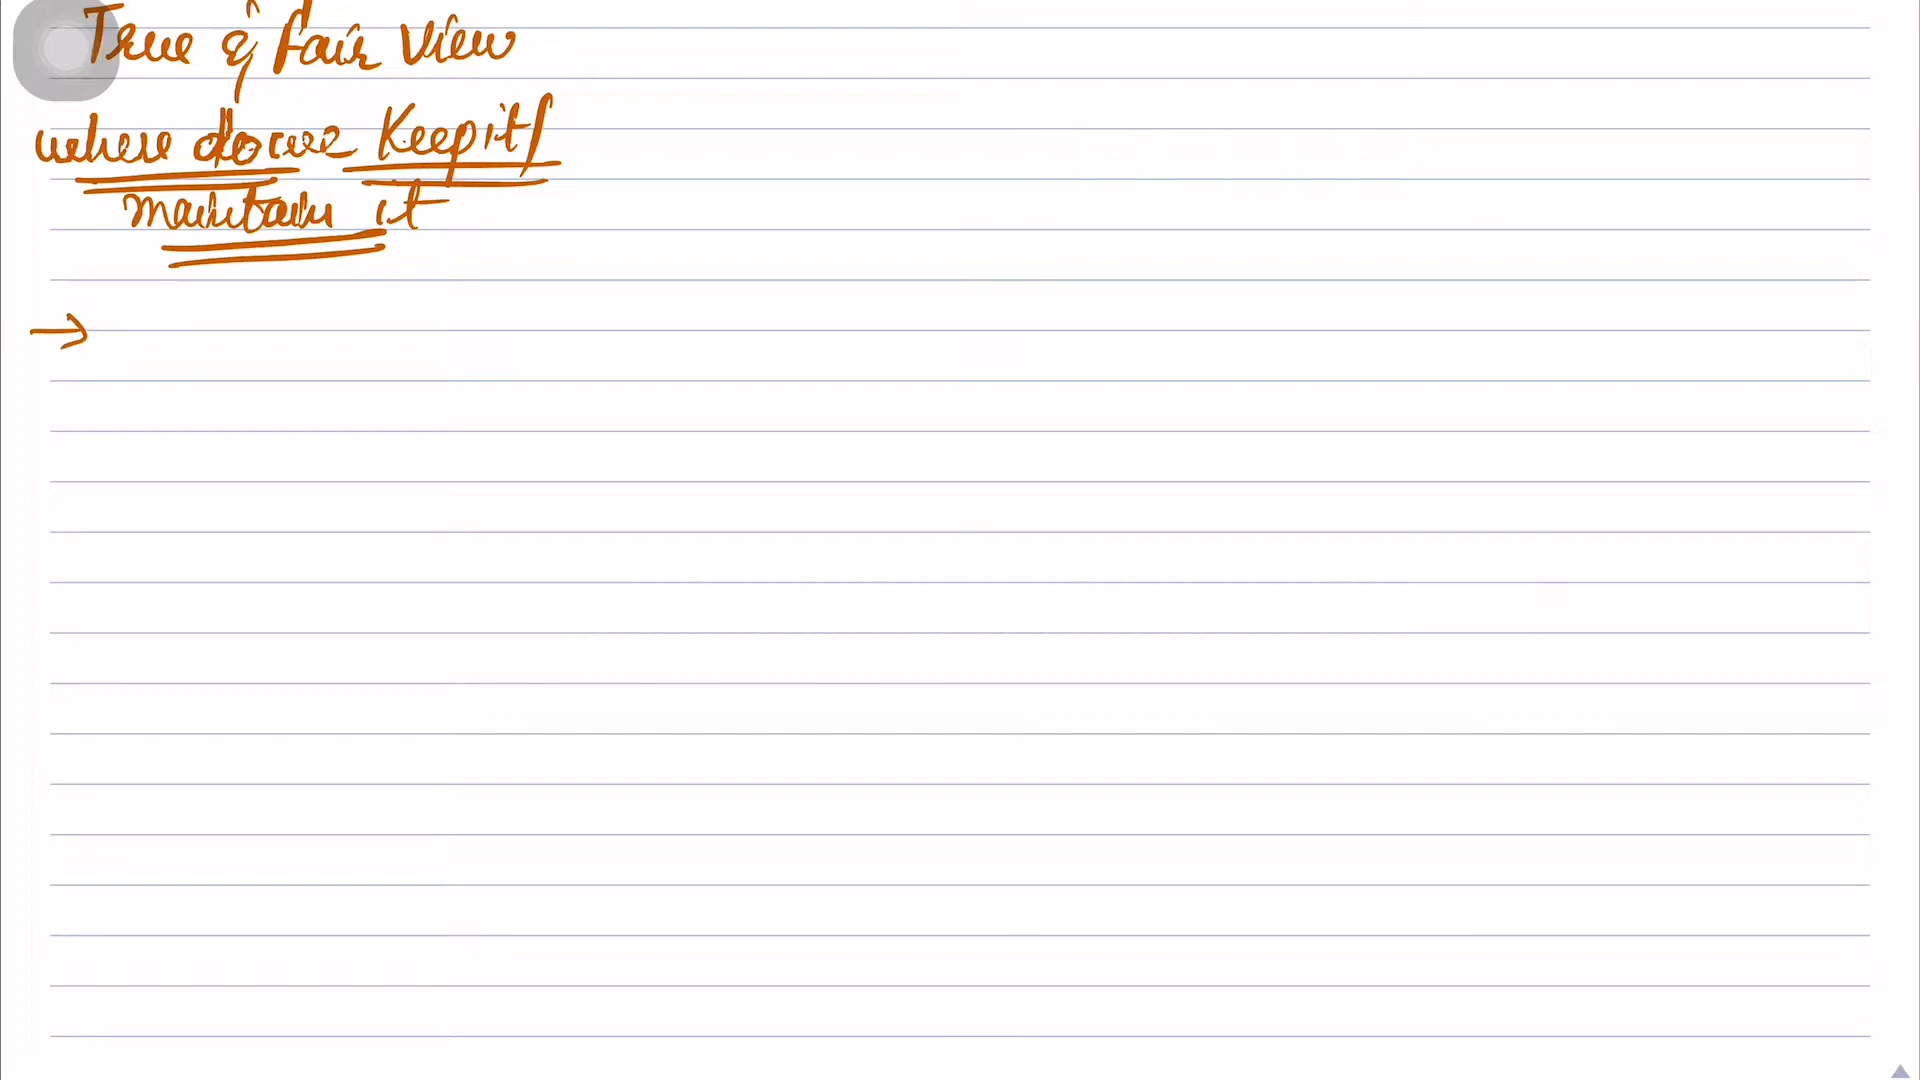 True & fair view
where do we keep it/
maintain it
→